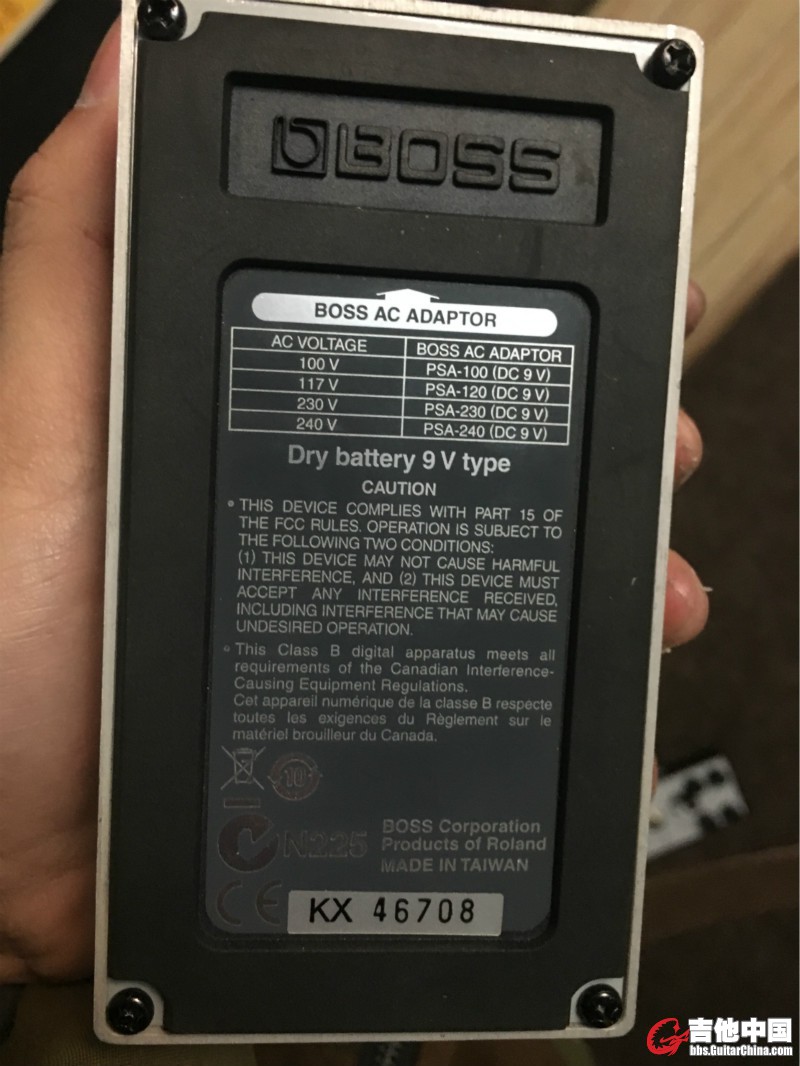 BOSS
BOSS AC ADAPTOR
AC VOLTAGE BOSS AC ADAPTOR
100 V PSA-100 (DC 9 V)
117 V PSA-120 (DC 9 V)
230 V PSA-230 (DC 9 V)
240 V PSA-240 (DC 9 V)
Dry battery 9 V type
CAUTION
• THIS DEVICE COMPLIES WITH PART 15 OF
THE FCC RULES. OPERATION IS SUBJECT TO
THE FOLLOWING TWO CONDITIONS:
(1) THIS DEVICE MAY NOT CAUSE HARMFUL
INTERFERENCE, AND (2) THIS DEVICE MUST
ACCEPT ANY INTERFERENCE RECEIVED,
INCLUDING INTERFERENCE THAT MAY CAUSE
UNDESIRED OPERATION.
• This Class B digital apparatus meets all
requirements of the Canadian Interference-
Causing Equipment Regulations.
Cet appareil numérique de la classe B respecte
toutes les exigences du Règlement sur le
matériel brouilleur du Canada.
10
N225
BOSS Corporation
Products of Roland
MADE IN TAIWAN
CE
KX 46708
吉他中国
bbs.GuitarChina.com